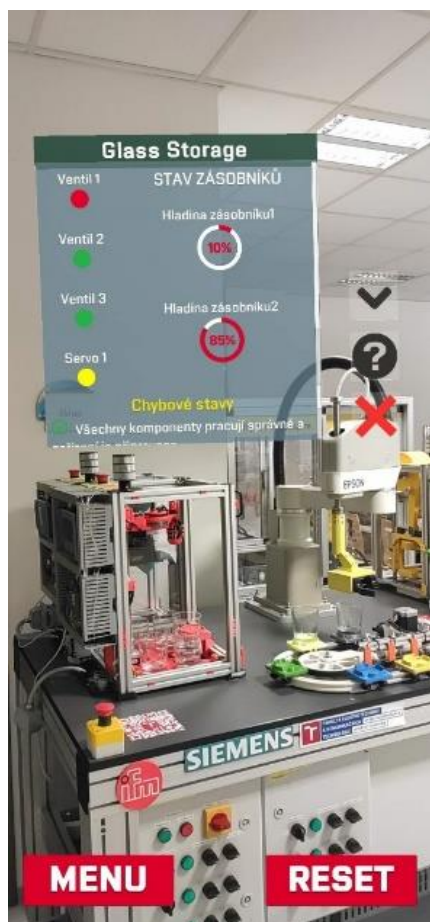 Glass Storage
Ventil 1
STAV ZÁSOBNÍKŮ
Hladina zásobníku1
10%
Ventil 2
Ventil 3
Hladina zásobníku2
85%
Servo 1
Chybové stavy
Všechny komponenty pracují správně a
EPSON
SIEMENS
ifm
MENU
RESET